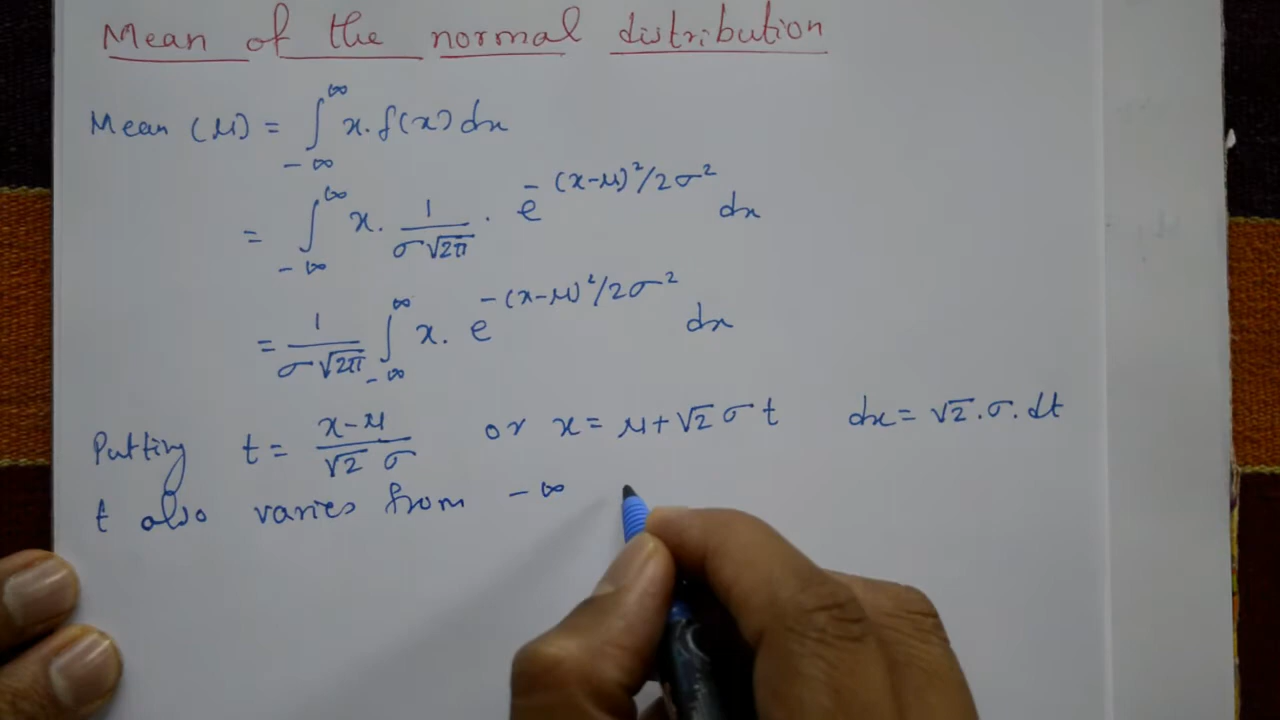 Mean of the normal distribution
Mean (μ) = ∫_{-∞}^{∞} x.f(x) dx
= ∫_{-∞}^{∞} x. 1/(σ√2π) . e^{-(x-μ)²/2σ²} dx
= 1/(σ√2π) ∫_{-∞}^{∞} x. e^{-(x-μ)²/2σ²} dx
Putting t = (x-μ)/(√2 σ) or x = μ+√2 σ t dx = √2.σ.dt
t also varies from -∞